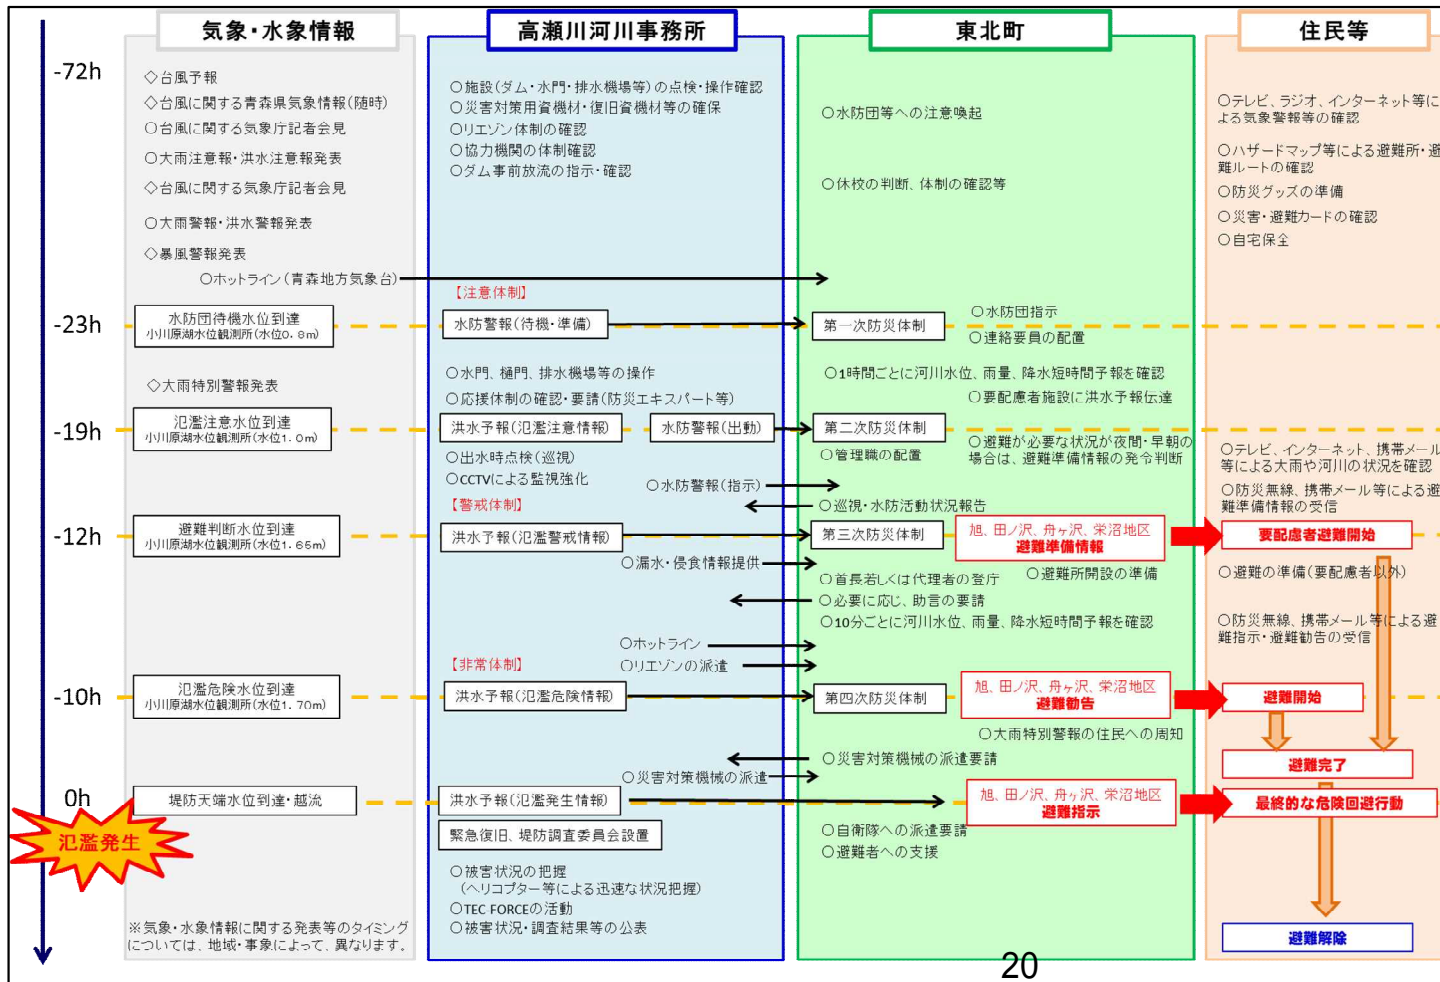 気象・水象情報
高瀬川河川事務所
東北町
住民等
-72h
◇台風予報
◇台風に関する青森県気象情報(随時)
○台風に関する気象庁記者会見
○大雨注意報・洪水注意報発表
◇台風に関する気象庁記者会見
○大雨警報・洪水警報発表
◇暴風警報発表
○ホットライン(青森地方気象台)
○施設(ダム・水門・排水機場等)の点検・操作確認
○災害対策用資機材・復旧資機材等の確保
○リエゾン体制の確認
○協力機関の体制確認
○ダム事前放流の指示・確認
○水防団等への注意喚起
○休校の判断、体制の確認等
○テレビ、ラジオ、インターネット等に
よる気象警報等の確認
○ハザードマップ等による避難所・避
難ルートの確認
○防災グッズの準備
○災害・避難カードの確認
○自宅保全
【注意体制】
-23h
水防団待機水位到達
小川原湖水位観測所(水位0.8m)
水防警報(待機・準備)
第一次防災体制
○水防団指示
○連絡要員の配置
◇大雨特別警報発表
○水門、樋門、排水機場等の操作
○応援体制の確認・要請(防災エキスパート等)
○1時間ごとに河川水位、雨量、降水短時間予報を確認
○要配慮者施設に洪水予報伝達
-19h
氾濫注意水位到達
小川原湖水位観測所(水位1.0m)
洪水予報(氾濫注意情報)
水防警報(出動)
第二次防災体制
○管理職の配置
○避難が必要な状況が夜間・早朝の
場合は、避難準備情報の発令判断
○テレビ、インターネット、携帯メール
等による大雨や河川の状況を確認
○防災無線、携帯メール等による避
難準備情報の受信
○出水時点検(巡視)
○CCTVによる監視強化
○水防警報(指示)
○巡視・水防活動状況報告
【警戒体制】
-12h
避難判断水位到達
小川原湖水位観測所(水位1.65m)
洪水予報(氾濫警戒情報)
第三次防災体制
旭、田ノ沢、舟ヶ沢、栄沼地区
避難準備情報
要配慮者避難開始
○漏水・侵食情報提供
○避難所開設の準備
○首長若しくは代理者の登庁
○必要に応じ、助言の要請
○10分ごとに河川水位、雨量、降水短時間予報を確認
○避難の準備(要配慮者以外)
○防災無線、携帯メール等による避
難指示・避難勧告の受信
○ホットライン
○リエゾンの派遣
【非常体制】
-10h
氾濫危険水位到達
小川原湖水位観測所(水位1.70m)
洪水予報(氾濫危険情報)
第四次防災体制
旭、田ノ沢、舟ヶ沢、栄沼地区
避難勧告
避難開始
○大雨特別警報の住民への周知
○災害対策機械の派遣要請
○災害対策機械の派遣
避難完了
0h
堤防天端水位到達・越流
洪水予報(氾濫発生情報)
旭、田ノ沢、舟ヶ沢、栄沼地区
避難指示
最終的な危険回避行動
氾濫発生
緊急復旧、堤防調査委員会設置
○自衛隊への派遣要請
○避難者への支援
○被害状況の把握
(ヘリコプター等による迅速な状況把握)
○TEC FORCEの活動
○被害状況・調査結果等の公表
避難解除
※気象・水象情報に関する発表等のタイミング
については、地域・事象によって、異なります。
20